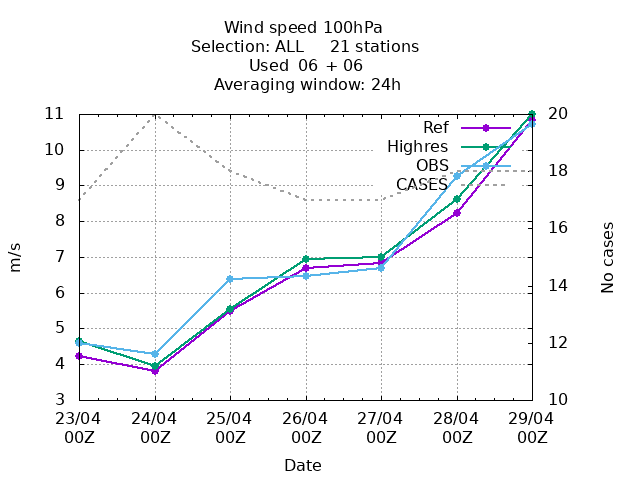 Wind speed 100hPa
Selection: ALL 21 stations
Used 06 + 06
Averaging window: 24h
11
10
9
8
7
6
5
4
3
m/s
20
18
16
14
12
10
No cases
Ref
Highres
OBS
CASES
23/04 24/04 25/04 26/04 27/04 28/04 29/04
00Z 00Z 00Z 00Z 00Z 00Z 00Z
Date